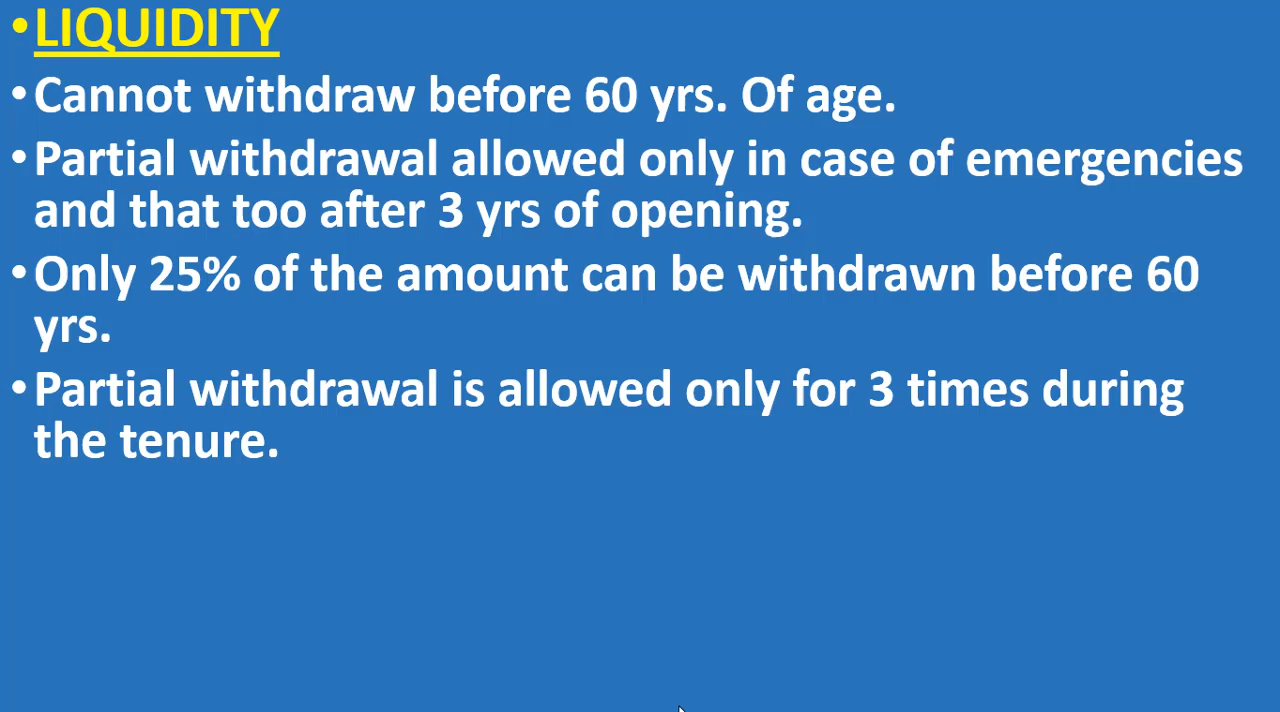 •LIQUIDITY
•Cannot withdraw before 60 yrs. Of age.
•Partial withdrawal allowed only in case of emergencies
and that too after 3 yrs of opening.
•Only 25% of the amount can be withdrawn before 60
yrs.
•Partial withdrawal is allowed only for 3 times during
the tenure.